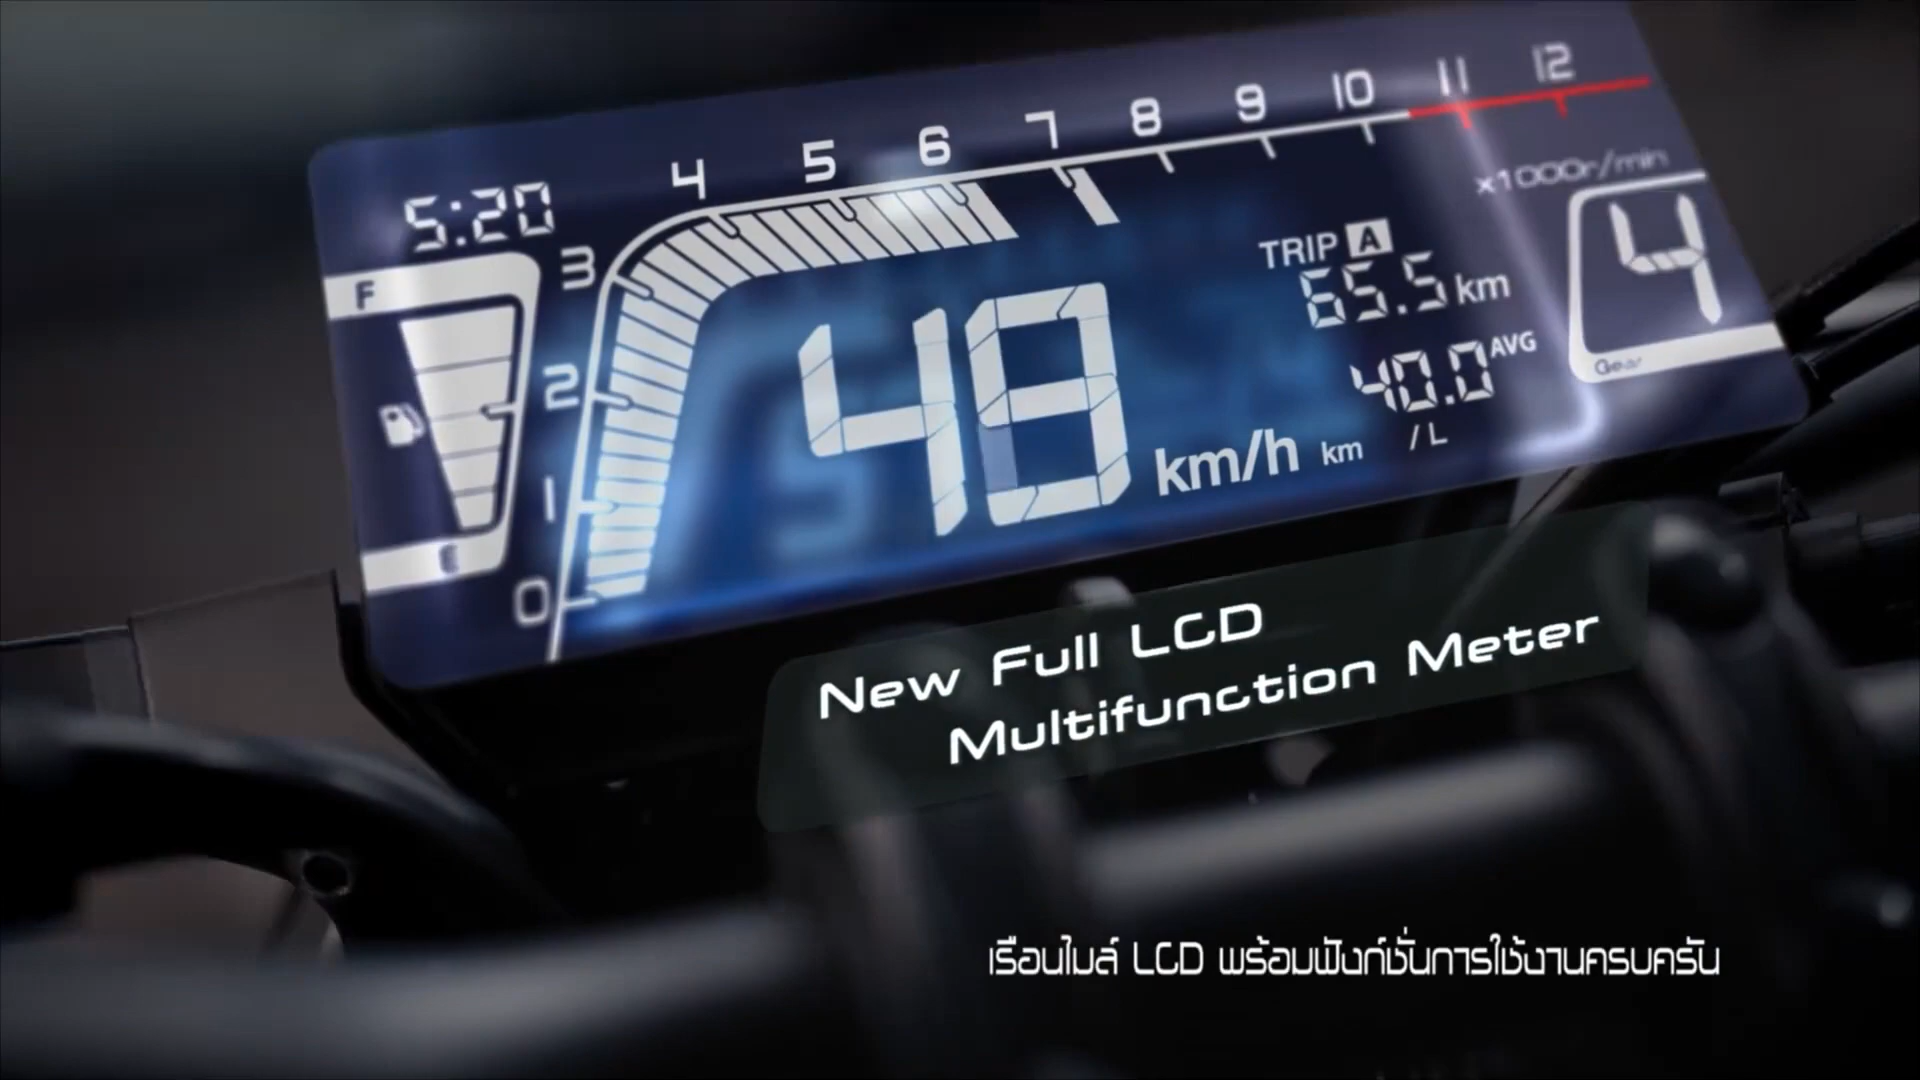 5:20
F
E
0
1
2
3
4
5
6
7
8
9
10
11
12
x1000r/min
TRIP A
65.5 km
40.0 AVG
km /L
km/h
4
Gear
New Full LCD
Multifunction Meter
เรือนไมล์ LCD พร้อมฟังก์ชั่นการใช้งานครบครัน